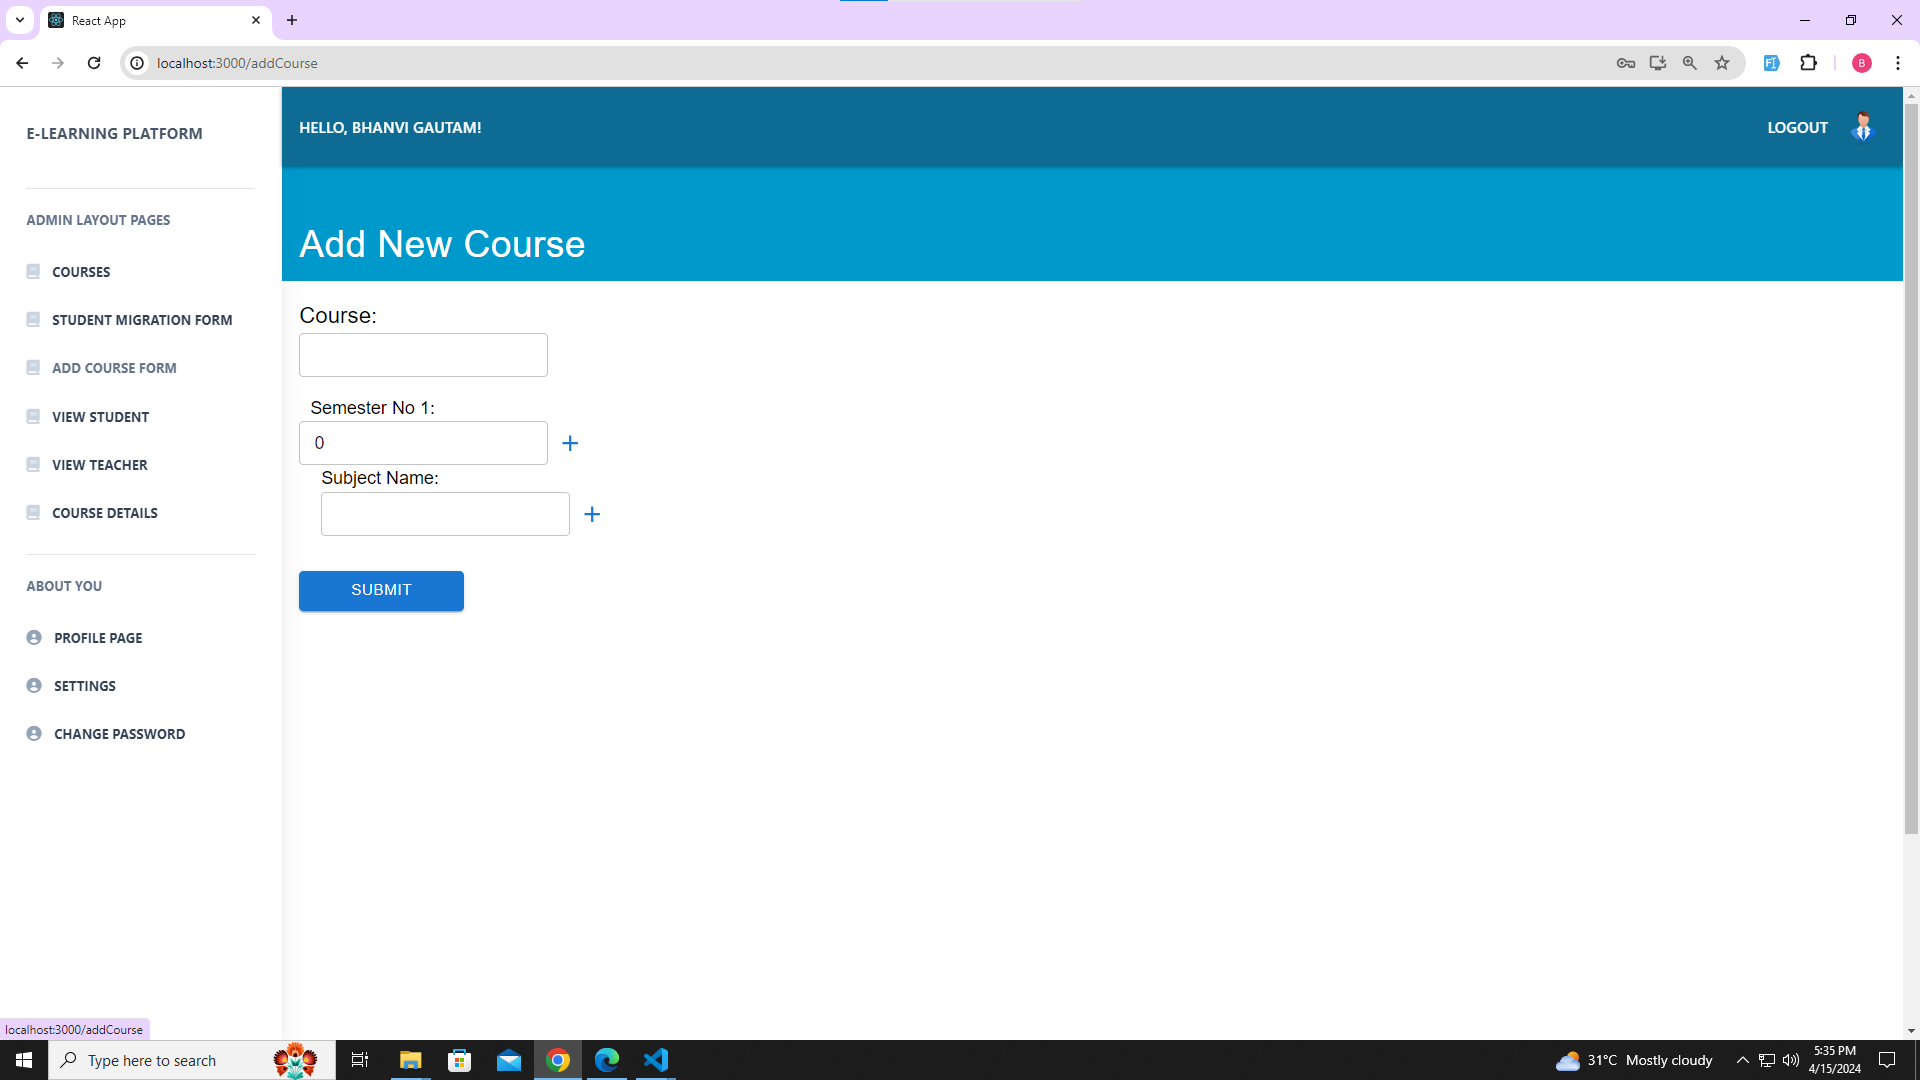 React App
localhost:3000/addCourse
B
E-LEARNING PLATFORM
ADMIN LAYOUT PAGES
COURSES
STUDENT MIGRATION FORM
ADD COURSE FORM
VIEW STUDENT
VIEW TEACHER
COURSE DETAILS
ABOUT YOU
PROFILE PAGE
SETTINGS
CHANGE PASSWORD
HELLO, BHANVI GAUTAM!
LOGOUT
Add New Course
Course:
Semester No 1:
0
Subject Name:
SUBMIT
localhost:3000/addCourse
Type here to search
31°C Mostly cloudy
5:35 PM
4/15/2024